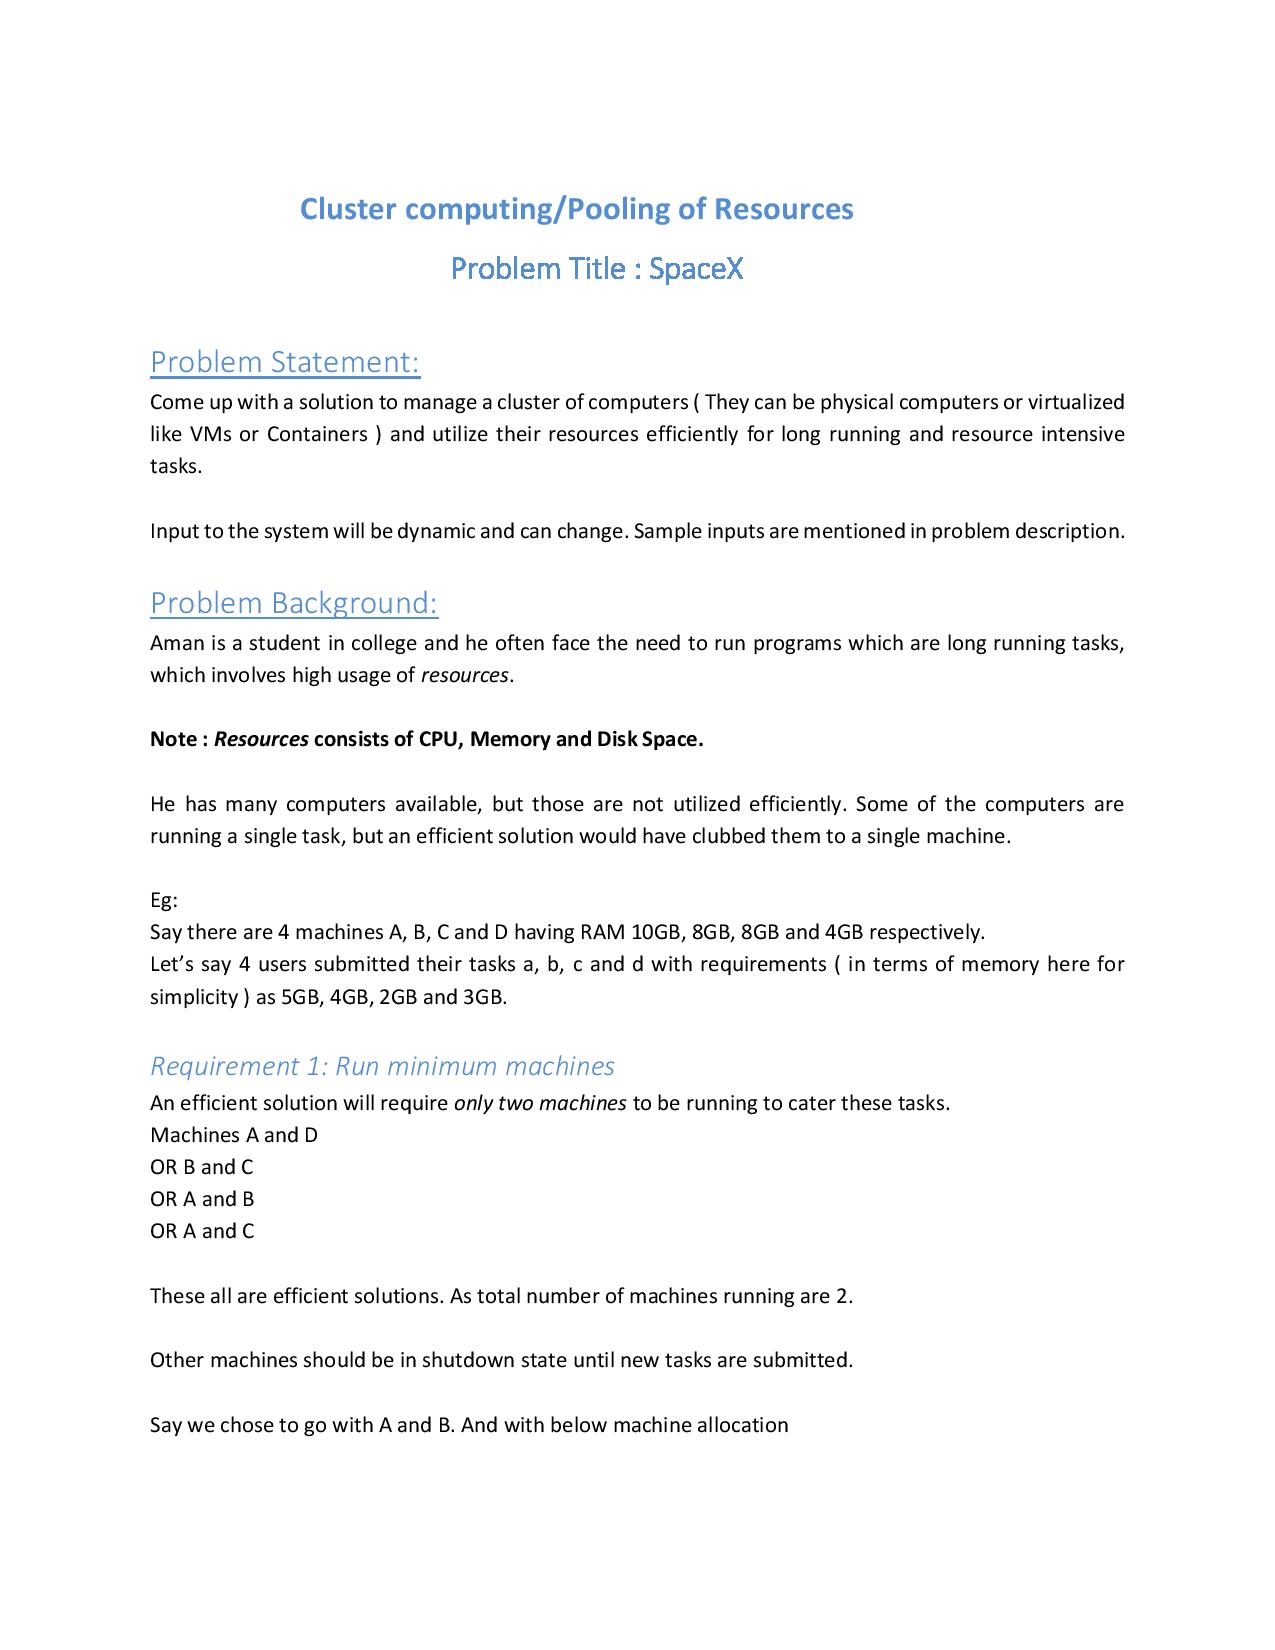 Cluster computing/Pooling of Resources
Problem Title : SpaceX
Problem Statement:
Come up with a solution to manage a cluster of computers ( They can be physical computers or virtualized
like VMs or Containers ) and utilize their resources efficiently for long running and resource intensive
tasks.
Input to the system will be dynamic and can change. Sample inputs are mentioned in problem description.
Problem Background:
Aman is a student in college and he often face the need to run programs which are long running tasks,
which involves high usage of resources.
Note : Resources consists of CPU, Memory and Disk Space.
He has many computers available, but those are not utilized efficiently. Some of the computers are
running a single task, but an efficient solution would have clubbed them to a single machine.
Eg:
Say there are 4 machines A, B, C and D having RAM 10GB, 8GB, 8GB and 4GB respectively.
Let’s say 4 users submitted their tasks a, b, c and d with requirements ( in terms of memory here for
simplicity ) as 5GB, 4GB, 2GB and 3GB.
Requirement 1: Run minimum machines
An efficient solution will require only two machines to be running to cater these tasks.
Machines A and D
OR B and C
OR A and B
OR A and C
These all are efficient solutions. As total number of machines running are 2.
Other machines should be in shutdown state until new tasks are submitted.
Say we chose to go with A and B. And with below machine allocation